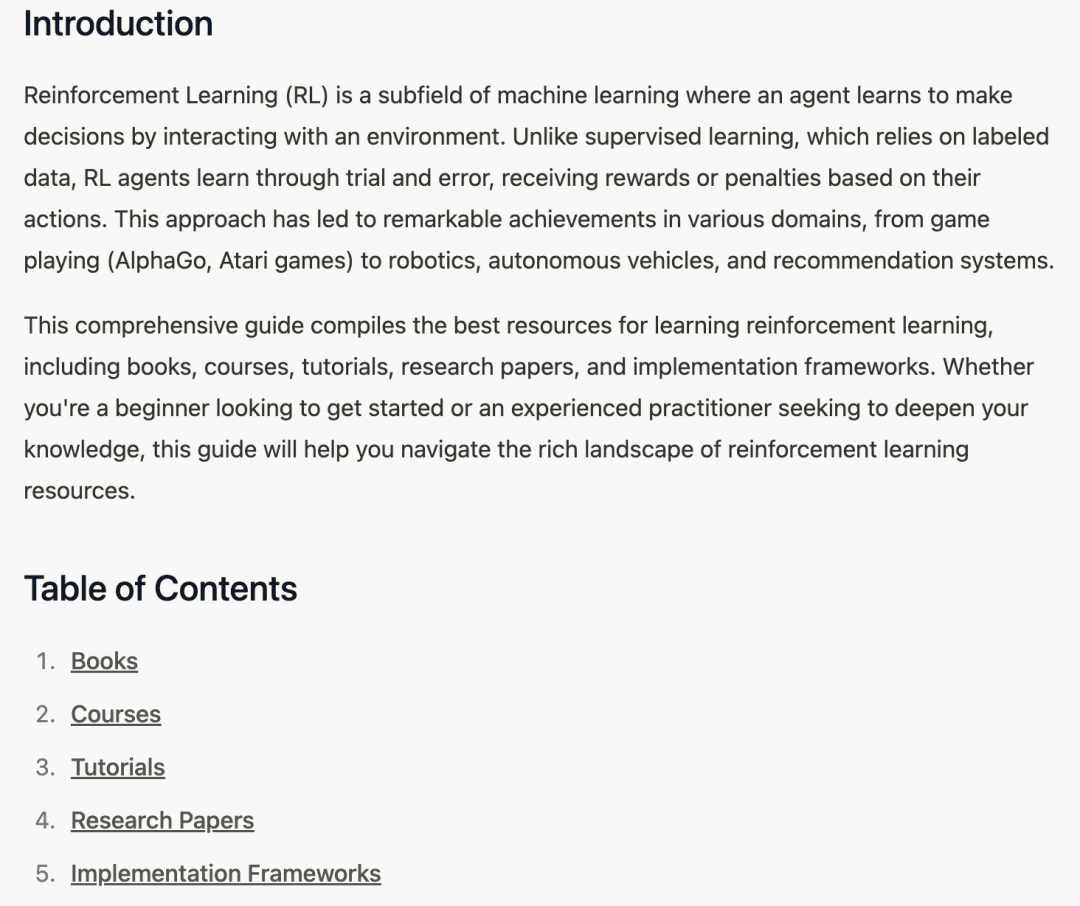 Introduction
Reinforcement Learning (RL) is a subfield of machine learning where an agent learns to make
decisions by interacting with an environment. Unlike supervised learning, which relies on labeled
data, RL agents learn through trial and error, receiving rewards or penalties based on their
actions. This approach has led to remarkable achievements in various domains, from game
playing (AlphaGo, Atari games) to robotics, autonomous vehicles, and recommendation systems.
This comprehensive guide compiles the best resources for learning reinforcement learning,
including books, courses, tutorials, research papers, and implementation frameworks. Whether
you're a beginner looking to get started or an experienced practitioner seeking to deepen your
knowledge, this guide will help you navigate the rich landscape of reinforcement learning
resources.
Table of Contents
1. Books
2. Courses
3. Tutorials
4. Research Papers
5. Implementation Frameworks